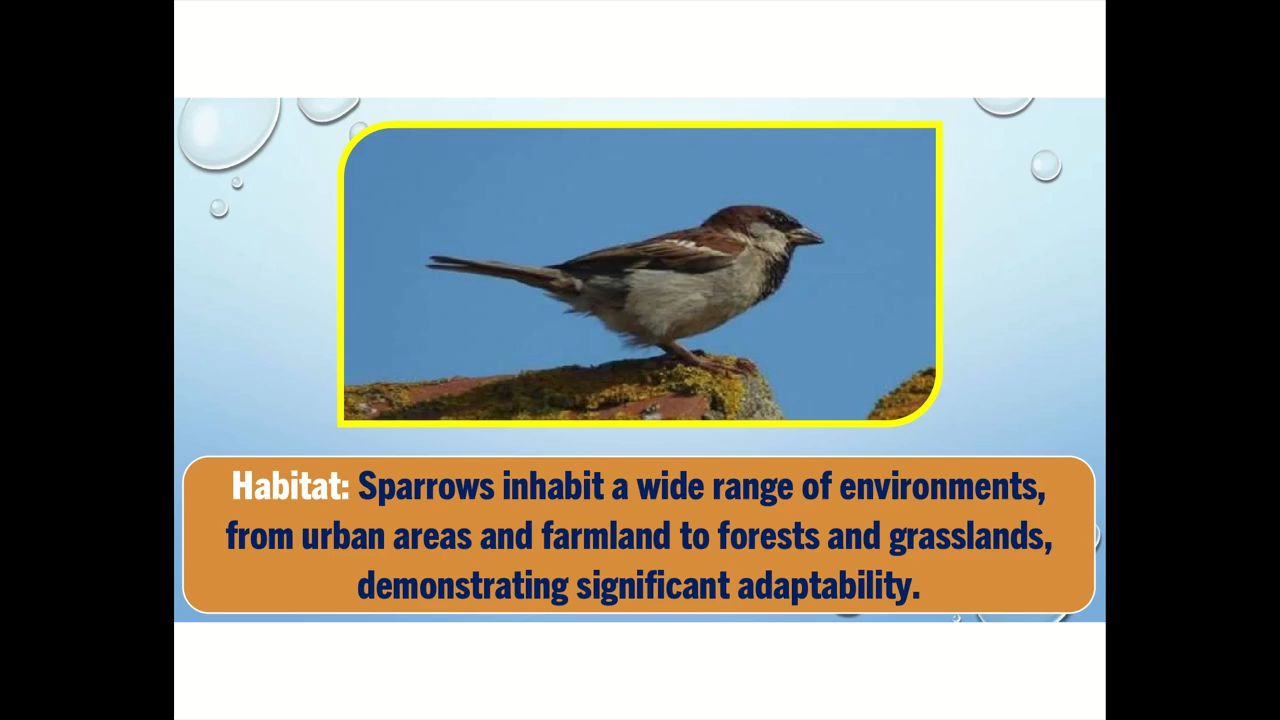 Habitat: Sparrows inhabit a wide range of environments,
from urban areas and farmland to forests and grasslands,
demonstrating significant adaptability.